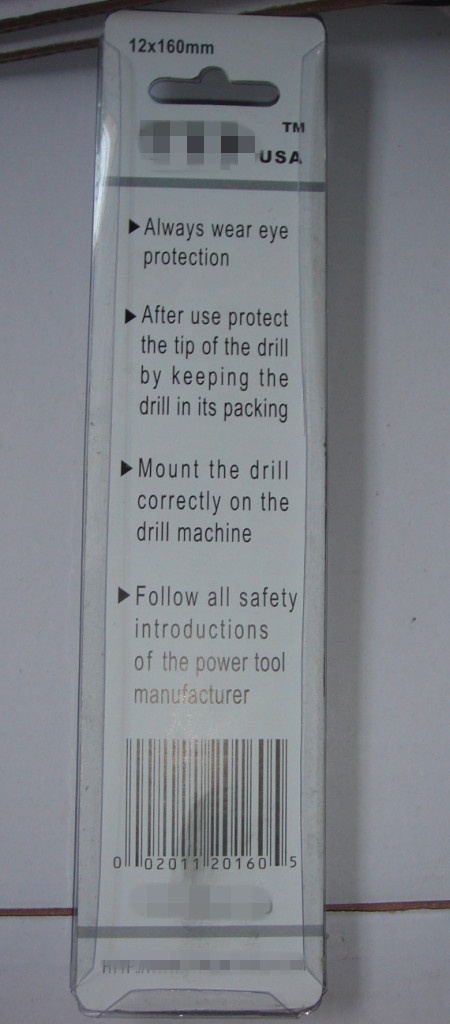 12x160mm
TM
USA
▶Always wear eye
protection
▶After use protect
the tip of the drill
by keeping the
drill in its packing
▶Mount the drill
correctly on the
drill machine
▶Follow all safety
introductions
of the power tool
manufacturer
0 02011 20160 5